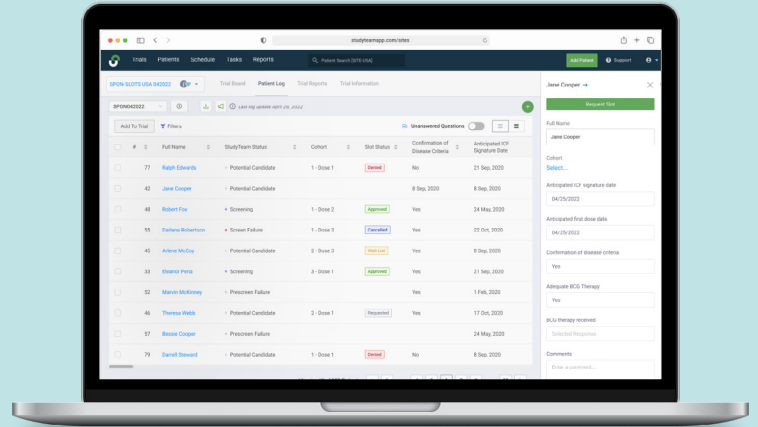 studyteamapp.com/sites
Trials Patients Schedule Tasks Reports
Patient Search [SITE USA]
Add Patient Support
SPON-SLOTS USA 042022
Trial Board Patient Log Trial Reports Trial Information
SPON042022
Last log update April 29, 2022
Add To Trial Filters Unanswered Questions
# Full Name StudyTeam Status Cohort Slot Status Confirmation of Disease Criteria Anticipated ICF Signature Date
77 Ralph Edwards Potential Candidate 1 - Dose 1 Denied No 21 Sep, 2020
42 Jane Cooper Potential Candidate 8 Sep, 2020 8 Sep, 2020
48 Robert Fox Screening 1 - Dose 2 Approved Yes 24 May, 2020
55 Darlene Robertson Screen Failure 1 - Dose 3 Cancelled Yes 22 Oct, 2020
45 Arlene McCoy Potential Candidate 2 - Dose 3 Wait List Yes 8 Sep, 2020
33 Eleanor Pena Screening 3 - Dose 1 Approved Yes 21 Sep, 2020
52 Marvin McKinney Prescreen Failure Yes 1 Feb, 2020
46 Theresa Webb Potential Candidate 2 - Dose 1 Requested Yes 17 Oct, 2020
57 Bessie Cooper Prescreen Failure 24 May, 2020
79 Darrell Steward Potential Candidate 1 - Dose 1 Denied No 8 Sep, 2020
Jane Cooper
Request Slot
Full Name
Jane Cooper
Cohort
Select...
Anticipated ICF signature date
04/25/2022
Anticipated first dose date
04/25/2022
Confirmation of disease criteria
Yes
Adequate BCG Therapy
You
BCG therapy received
Selected Response
Comments
Enter a comment...